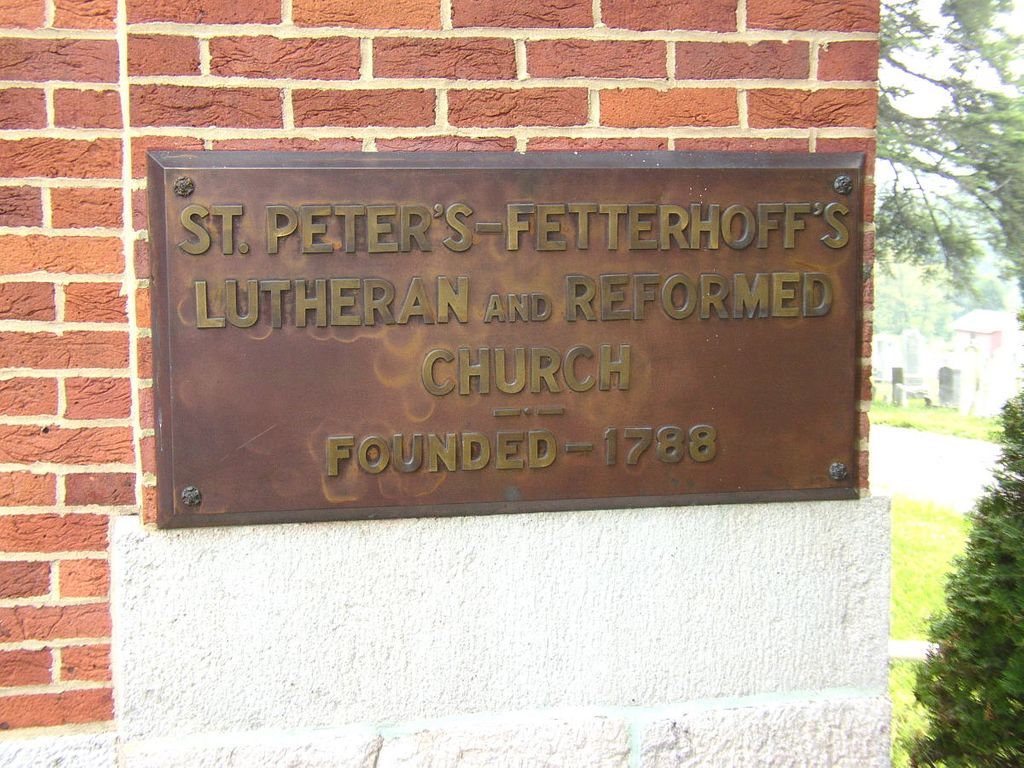 ST. PETER'S-FETTERHOFF'S
LUTHERAN AND REFORMED
CHURCH
FOUNDED-1788